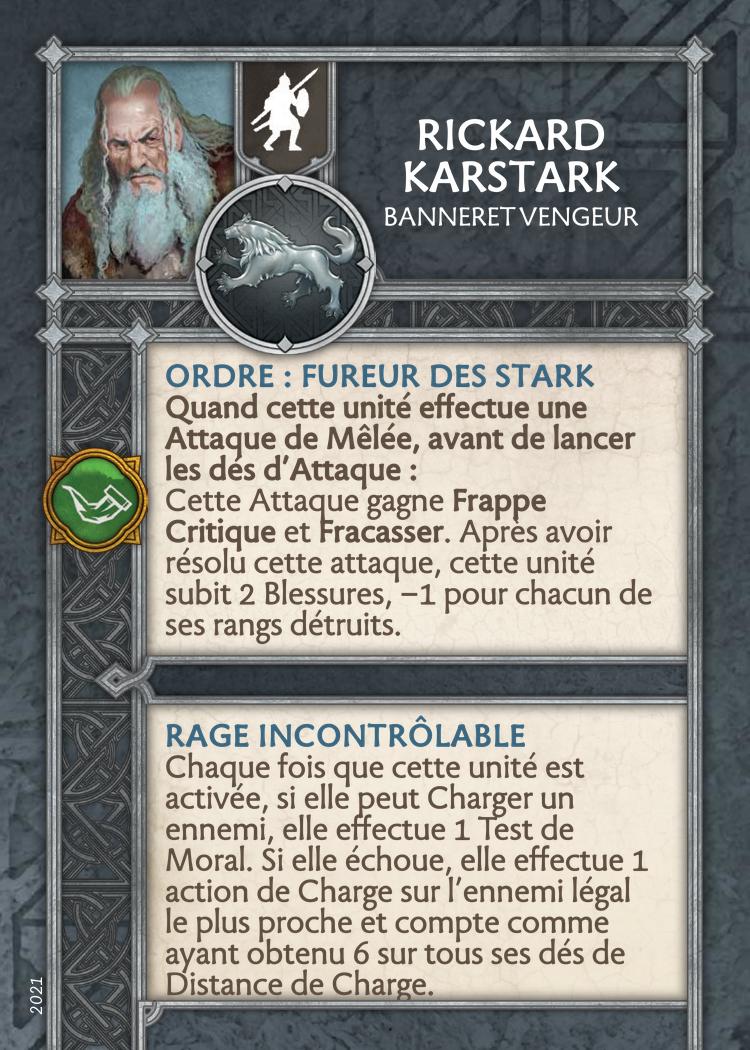 RICKARD
KARSTARK
BANNERET VENGEUR
ORDRE : FUREUR DES STARK
Quand cette unité effectue une
Attaque de Mêlée, avant de lancer
les dés d'Attaque :
Cette Attaque gagne Frappe
Critique et Fracasser. Après avoir
résolu cette attaque, cette unité
subit 2 Blessures, −1 pour chacun de
ses rangs détruits.
RAGE INCONTRÔLABLE
Chaque fois que cette unité est
activée, si elle peut Charger un
ennemi, elle effectue 1 Test de
Moral. Si elle échoue, elle effectue 1
action de Charge sur l'ennemi légal
le plus proche et compte comme
ayant obtenu 6 sur tous ses dés de
Distance de Charge.
2021